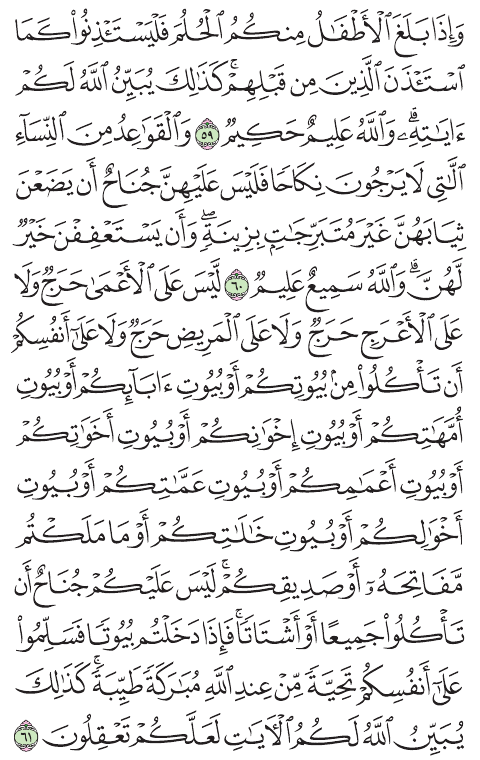 وَإِذَا بَلَغَ ٱلۡأَطۡفَٰلُ مِنكُمُ ٱلۡحُلُمَ فَلۡيَسۡتَـٔۡذِنُواْ كَمَا
ٱسۡتَـٔۡذَنَ ٱلَّذِينَ مِن قَبۡلِهِمۡۚ كَذَٰلِكَ يُبَيِّنُ ٱللَّهُ لَكُمۡ
ءَايَٰتِهِۦۗ وَٱللَّهُ عَلِيمٌ حَكِيمٞ ٥٩ وَٱلۡقَوَٰعِدُ مِنَ ٱلنِّسَآءِ
ٱلَّٰتِي لَا يَرۡجُونَ نِكَاحٗا فَلَيۡسَ عَلَيۡهِنَّ جُنَاحٌ أَن يَضَعۡنَ
ثِيَابَهُنَّ غَيۡرَ مُتَبَرِّجَٰتِۭ بِزِينَةٖۖ وَأَن يَسۡتَعۡفِفۡنَ خَيۡرٞ
لَّهُنَّۗ وَٱللَّهُ سَمِيعٌ عَلِيمٞ ٦٠ لَّيۡسَ عَلَى ٱلۡأَعۡمَىٰ حَرَجٞ وَلَا
عَلَى ٱلۡأَعۡرَجِ حَرَجٞ وَلَا عَلَى ٱلۡمَرِيضِ حَرَجٞ وَلَا عَلَىٰٓ أَنفُسِكُمۡ
أَن تَأۡكُلُواْ مِنۢ بُيُوتِكُمۡ أَوۡ بُيُوتِ ءَابَآئِكُمۡ أَوۡ بُيُوتِ
أُمَّهَٰتِكُمۡ أَوۡ بُيُوتِ إِخۡوَٰنِكُمۡ أَوۡ بُيُوتِ أَخَوَٰتِكُمۡ
أَوۡ بُيُوتِ أَعۡمَٰمِكُمۡ أَوۡ بُيُوتِ عَمَّٰتِكُمۡ أَوۡ بُيُوتِ
أَخۡوَٰلِكُمۡ أَوۡ بُيُوتِ خَٰلَٰتِكُمۡ أَوۡ مَا مَلَكۡتُم
مَّفَاتِحَهُۥٓ أَوۡ صَدِيقِكُمۡۚ لَيۡسَ عَلَيۡكُمۡ جُنَاحٌ أَن
تَأۡكُلُواْ جَمِيعًا أَوۡ أَشۡتَاتٗاۚ فَإِذَا دَخَلۡتُم بُيُوتٗا فَسَلِّمُواْ
عَلَىٰٓ أَنفُسِكُمۡ تَحِيَّةٗ مِّنۡ عِندِ ٱللَّهِ مُبَٰرَكَةٗ طَيِّبَةٗۚ كَذَٰلِكَ
يُبَيِّنُ ٱللَّهُ لَكُمُ ٱلۡأٓيَٰتِ لَعَلَّكُمۡ تَعۡقِلُونَ ٦١